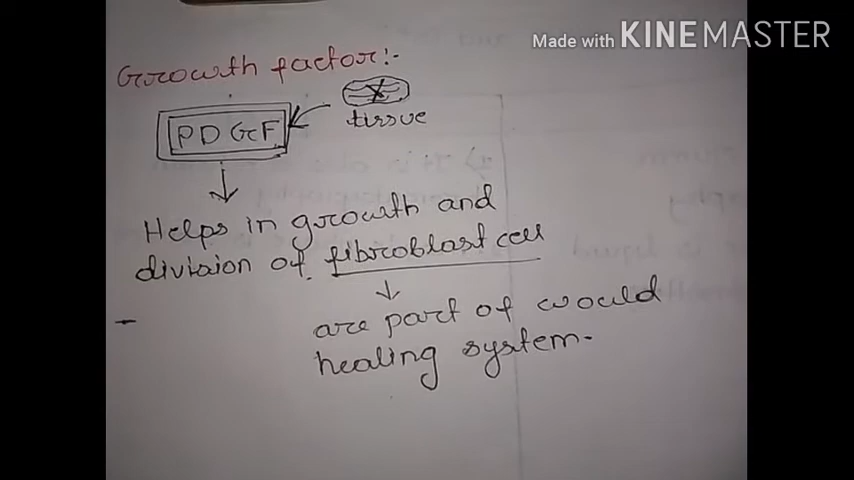 Made with KINEMASTER
Growth factor:-
tissue
PDGF
Helps in growth and
division of fibroblast cell
are part of would
healing system.